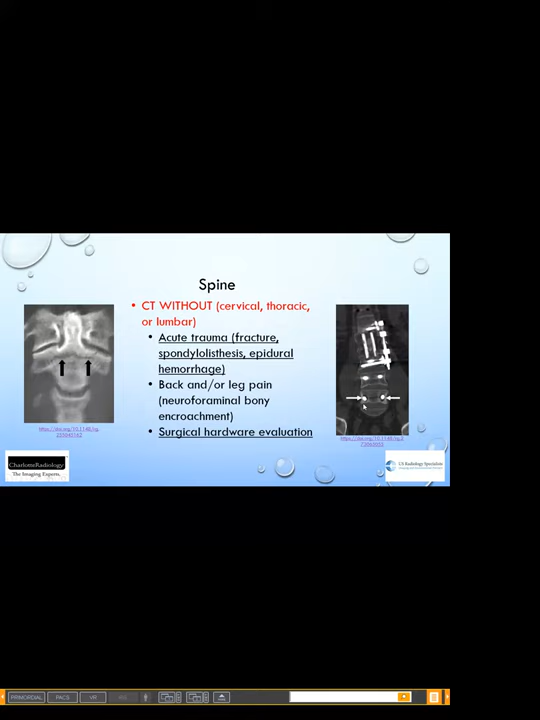 Spine
• CT WITHOUT (cervical, thoracic,
or lumbar)
• Acute trauma (fracture,
spondylolisthesis, epidural
hemorrhage)
• Back and/or leg pain
(neuroforaminal bony
encroachment)
• Surgical hardware evaluation
CharlotteRadiology
The Imaging Experts.
US Radiology Specialists
PRIMORDIAL
PACS
VR